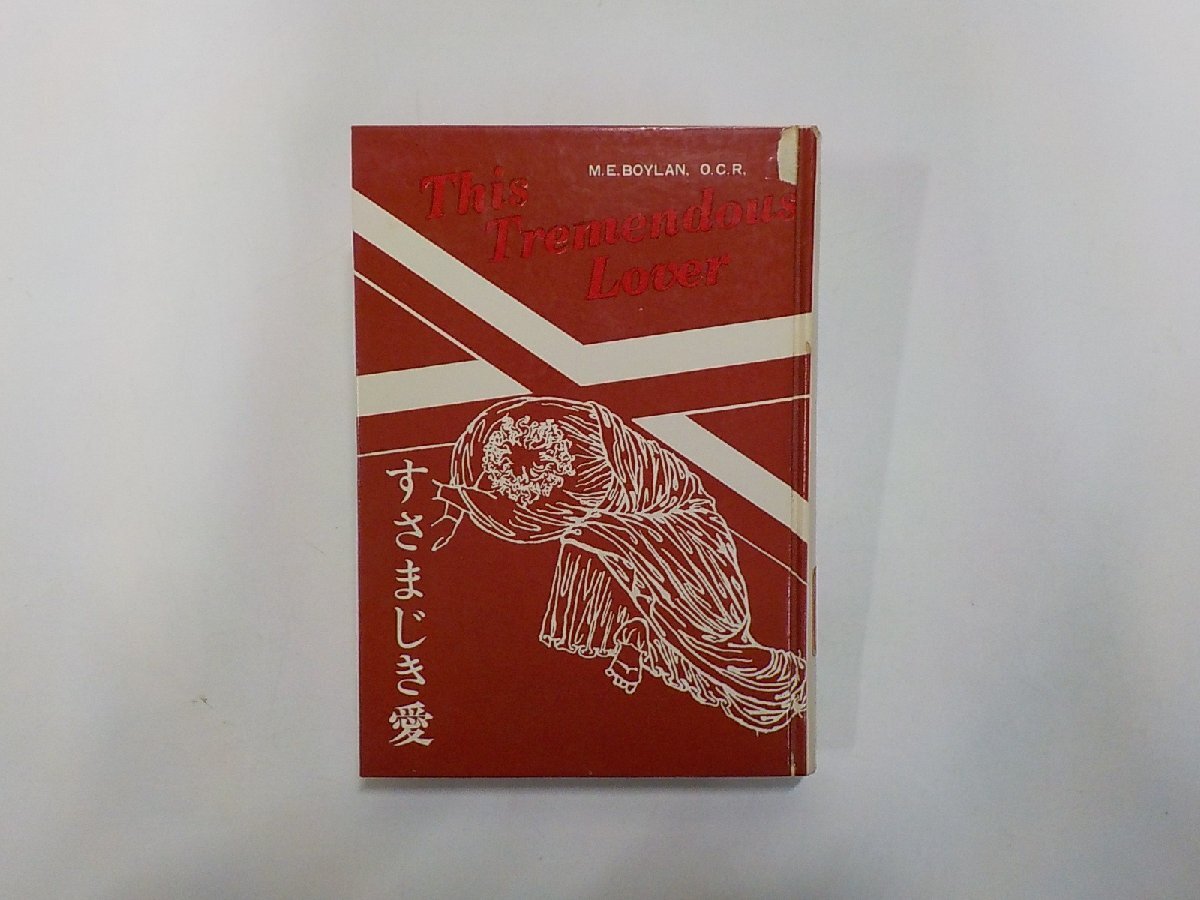 M.E.BOYLAN, O.C.R,
This
Tremendous
Lover
すさまじき愛